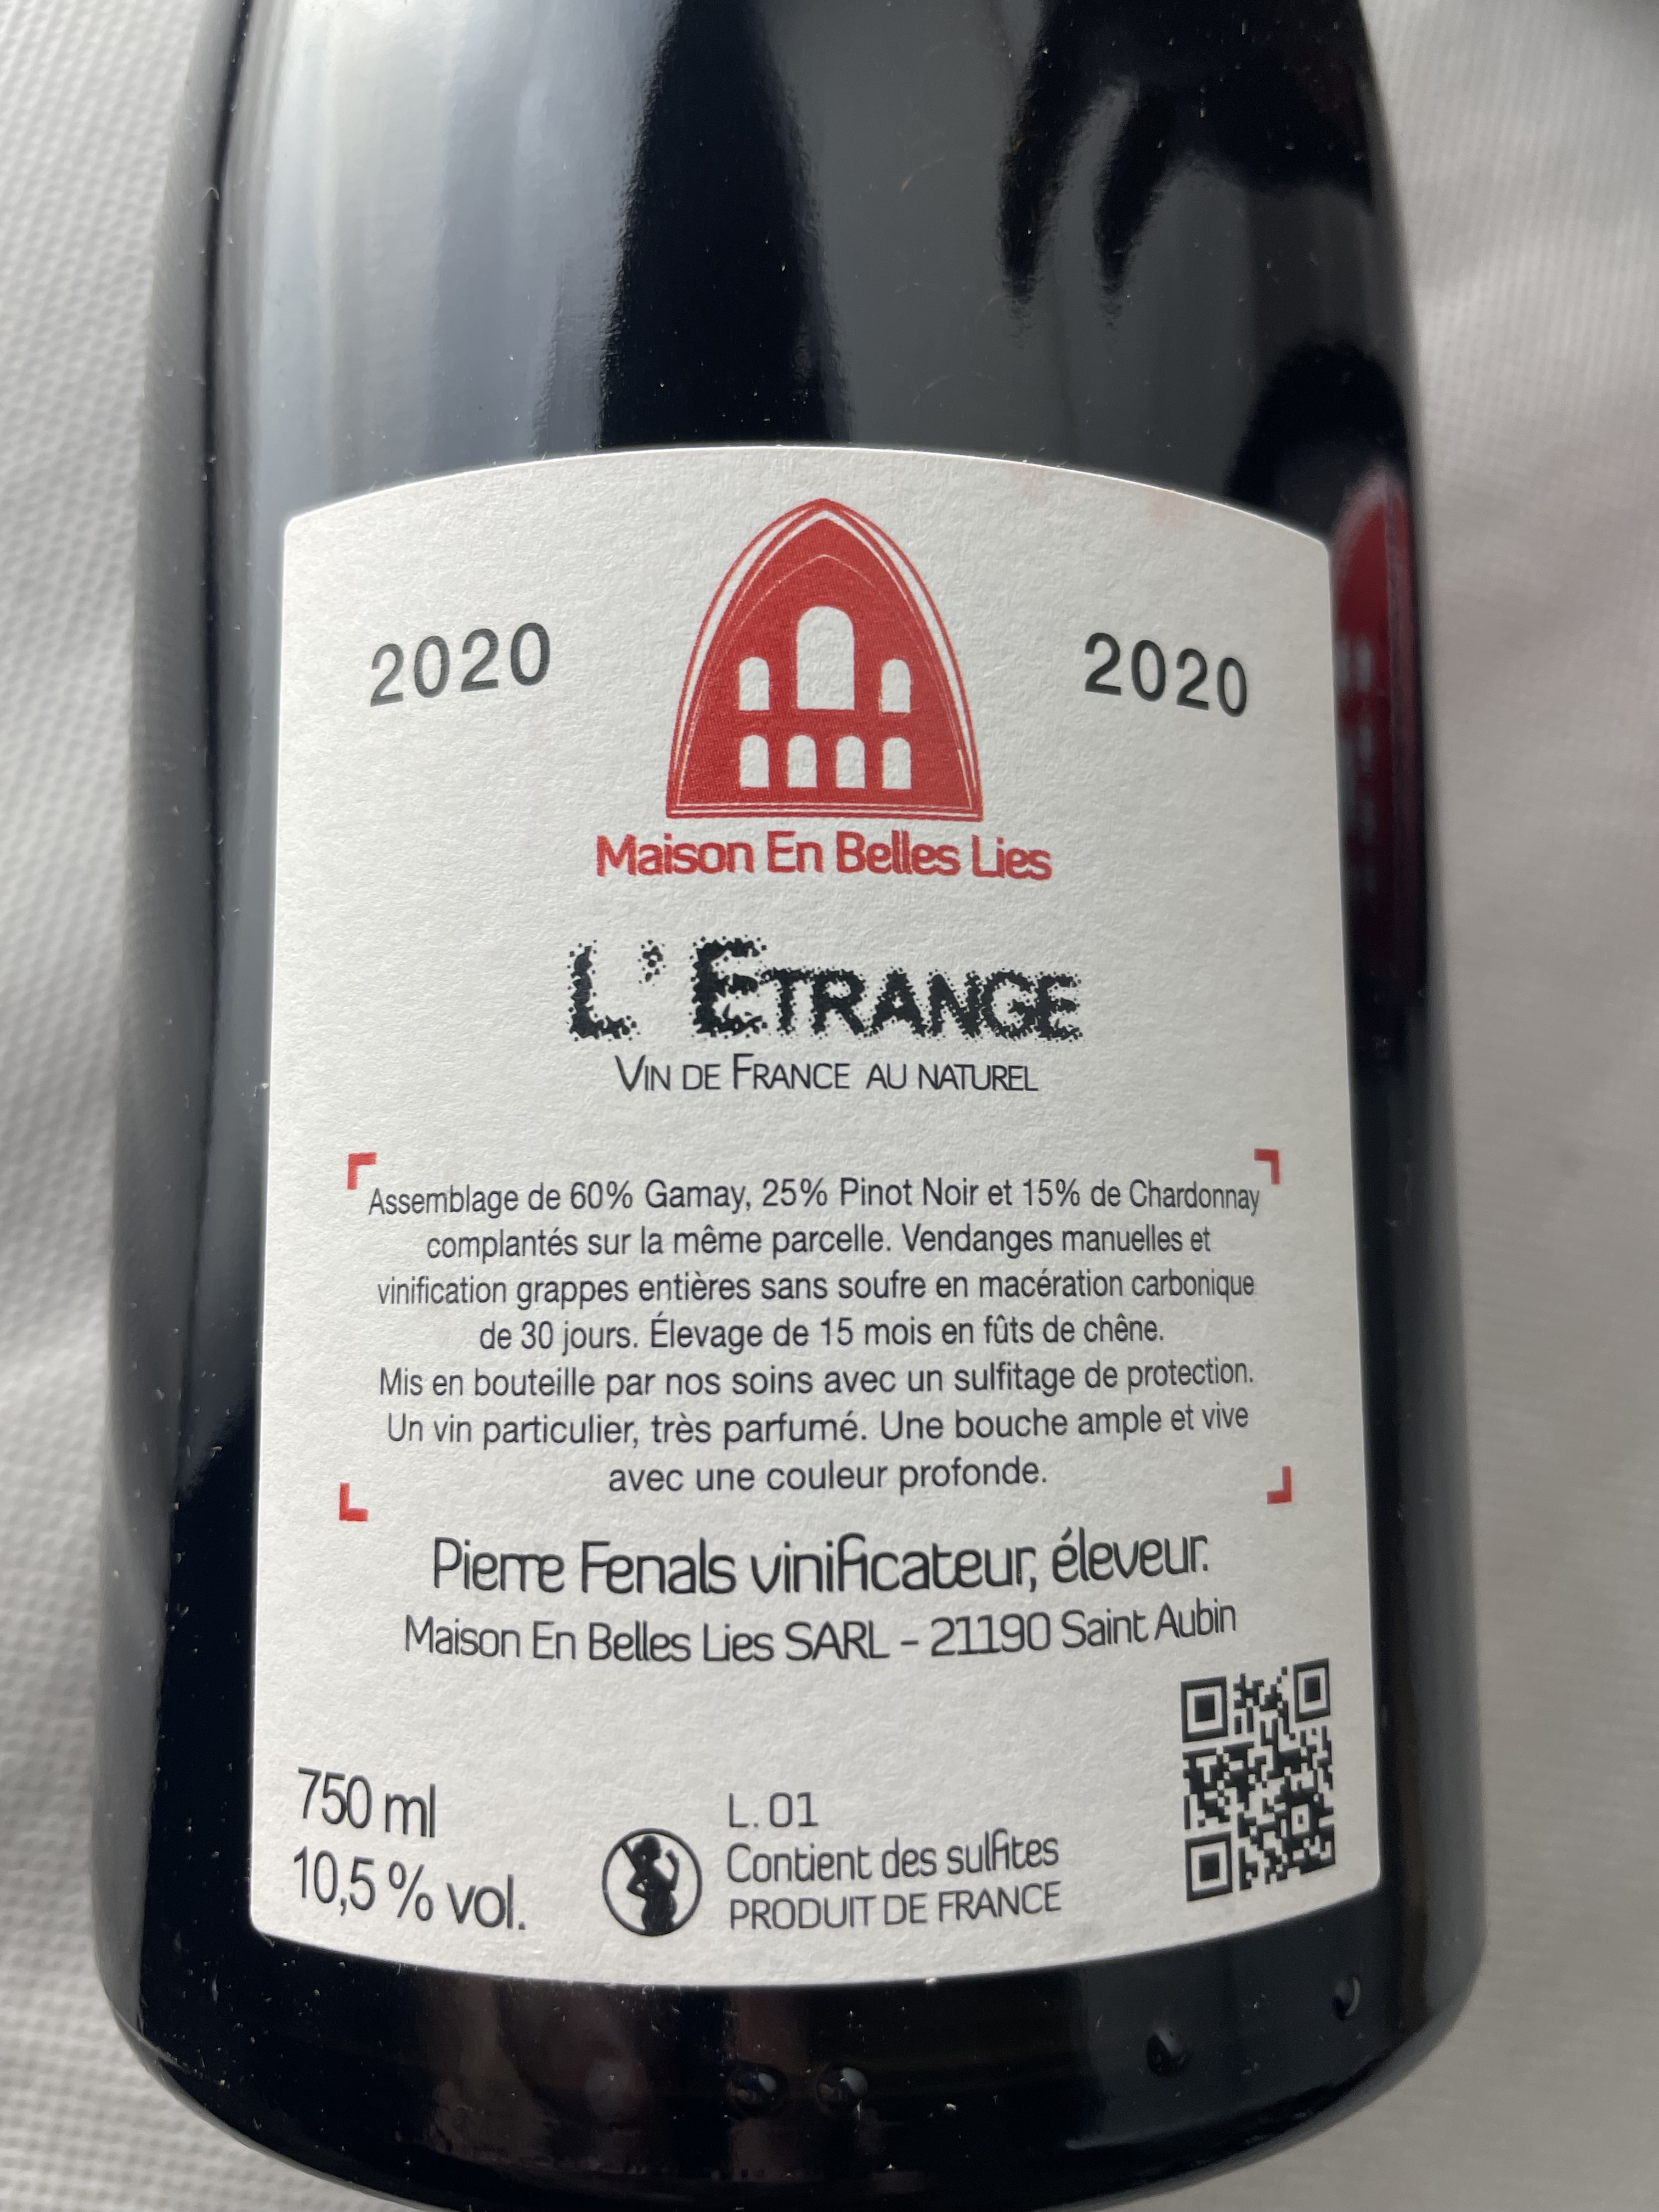 2020 2020
Maison En Belles Lies
L'ETRANGE
VIN DE FRANCE AU NATUREL
Assemblage de 60% Gamay, 25% Pinot Noir et 15% de Chardonnay
complantés sur la même parcelle. Vendanges manuelles et
vinification grappes entières sans soufre en macération carbonique
de 30 jours. Élevage de 15 mois en fûts de chêne.
Mis en bouteille par nos soins avec un sulfitage de protection.
Un vin particulier, très parfumé. Une bouche ample et vive
avec une couleur profonde.
Pierre Fenals vinificateur, éleveur.
Maison En Belles Lies SARL - 21190 Saint Aubin
750 ml
10,5 % vol.
L. 01
Contient des sulfites
PRODUIT DE FRANCE